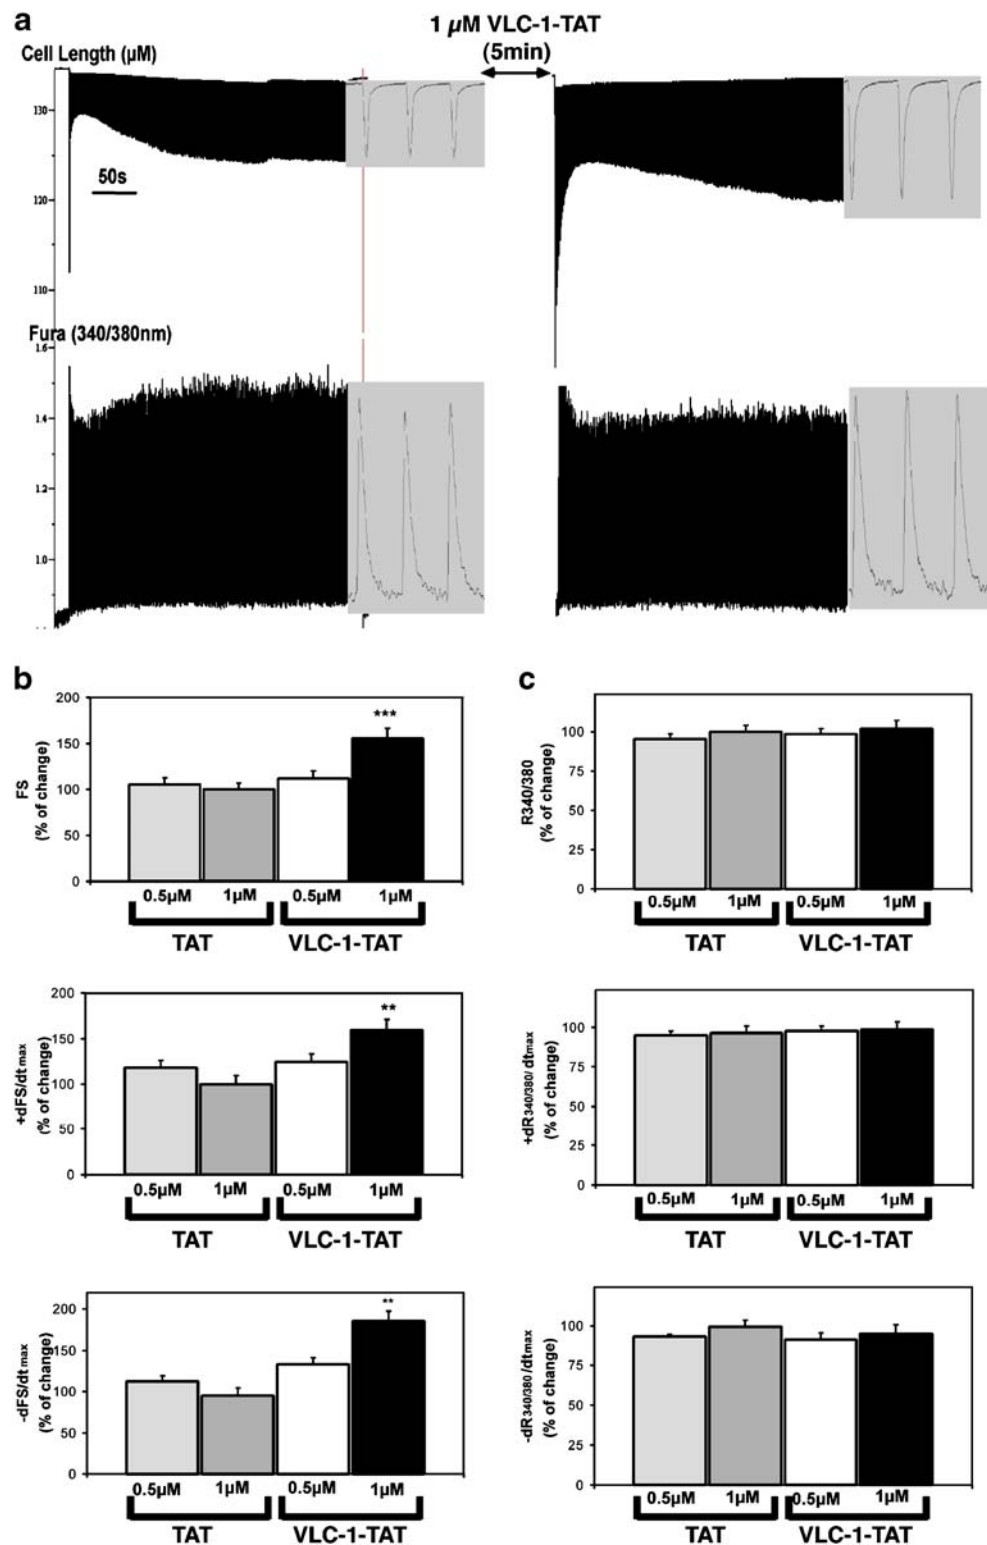 a
1 µM VLC-1-TAT
(5min)
Cell Length (µM)
130
50s
120
110
Fura (340/380nm)
1.6
1.4
1.2
1.0
b
200
150
100
50
0
FS
(% of change)
***
0.5µM 1µM 0.5µM 1µM
TAT VLC-1-TAT
200
150
100
50
0
+dFS/dt max
(% of change)
**
0.5µM 1µM 0.5µM 1µM
TAT VLC-1-TAT
200
150
100
50
0
-dFS/dt max
(% of change)
**
0.5µM 1µM 0.5µM 1µM
TAT VLC-1-TAT
c
100
75
50
25
0
R340/380
(% of change)
0.5µM 1µM 0.5µM 1µM
TAT VLC-1-TAT
100
75
50
25
0
+dR340/380/ dtmax
(% of change)
0.5µM 1µM 0.5µM 1µM
TAT VLC-1-TAT
100
75
50
25
0
-dR340/380 /dtmax
(% of change)
0.5µM 1µM 0.5µM 1µM
TAT VLC-1-TAT